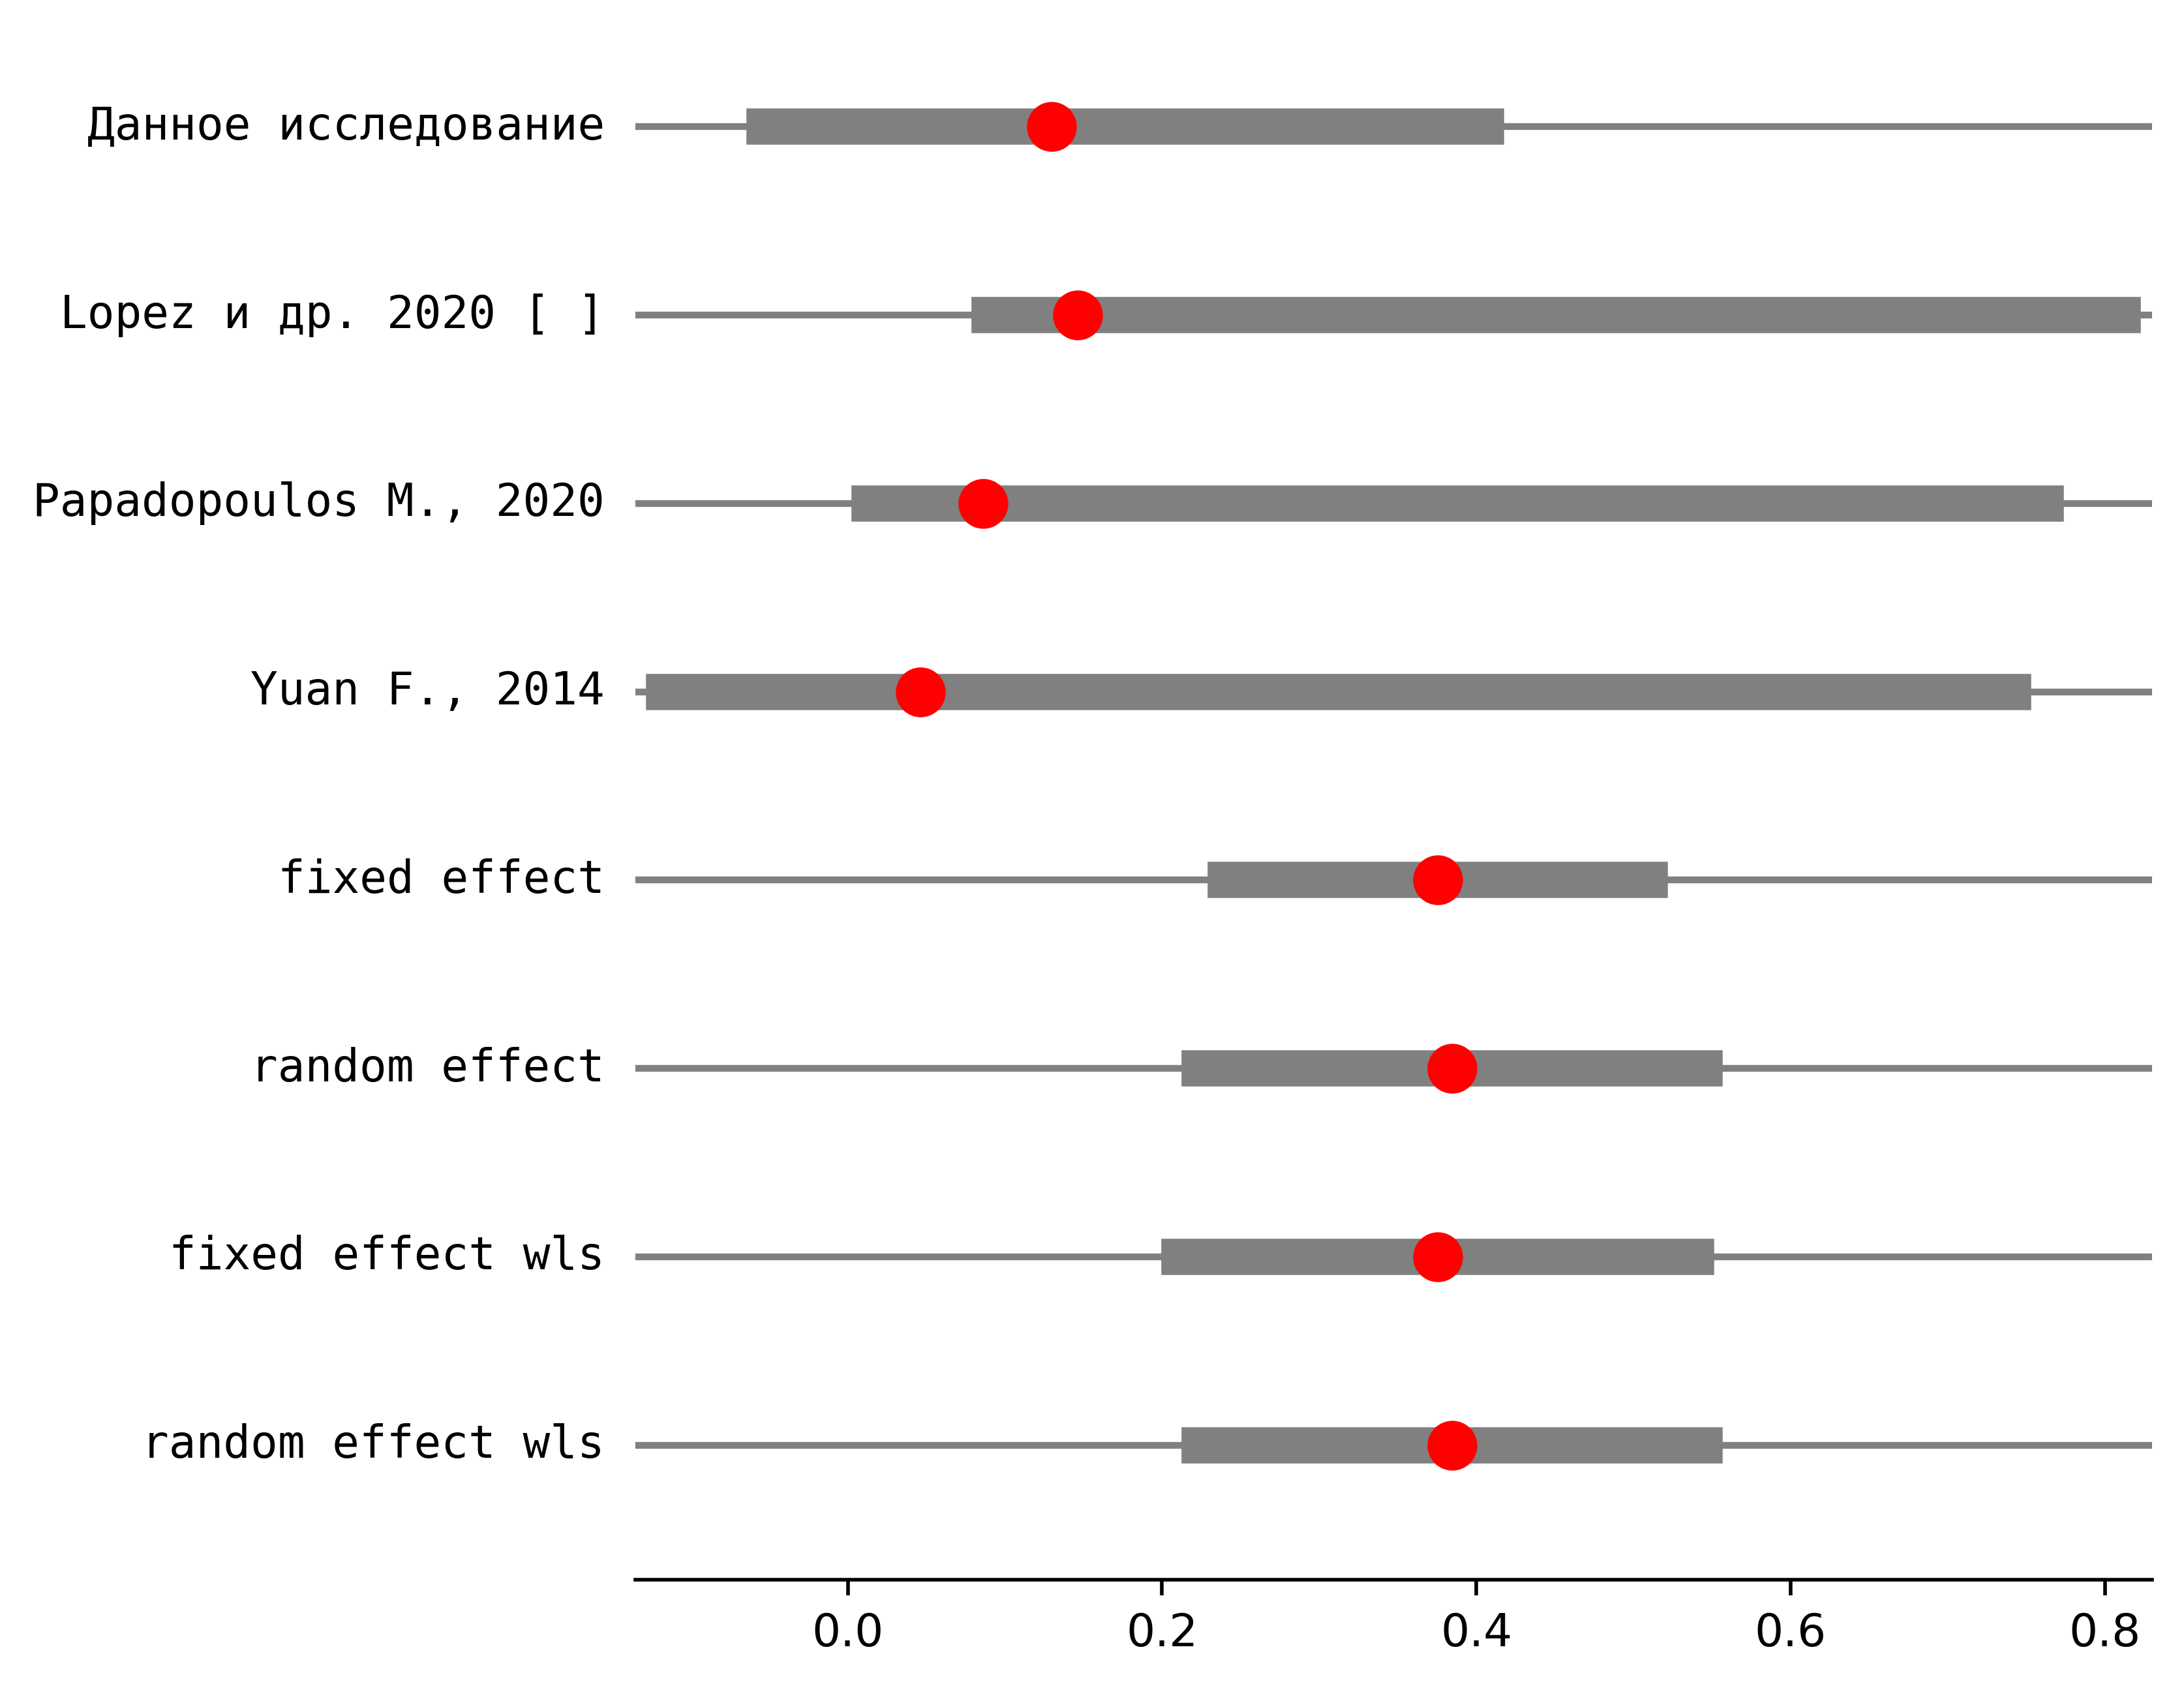 Данное исследование
Lopez и др. 2020 [ ]
Papadopoulos M., 2020
Yuan F., 2014
fixed effect
random effect
fixed effect wls
random effect wls
0.0 0.2 0.4 0.6 0.8